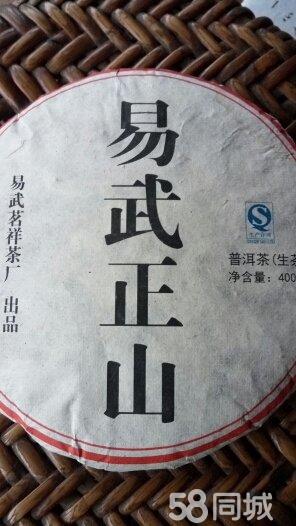 易武正山
易武茗祥茶厂 出品
普洱茶(生茶
净含量：400
58同城